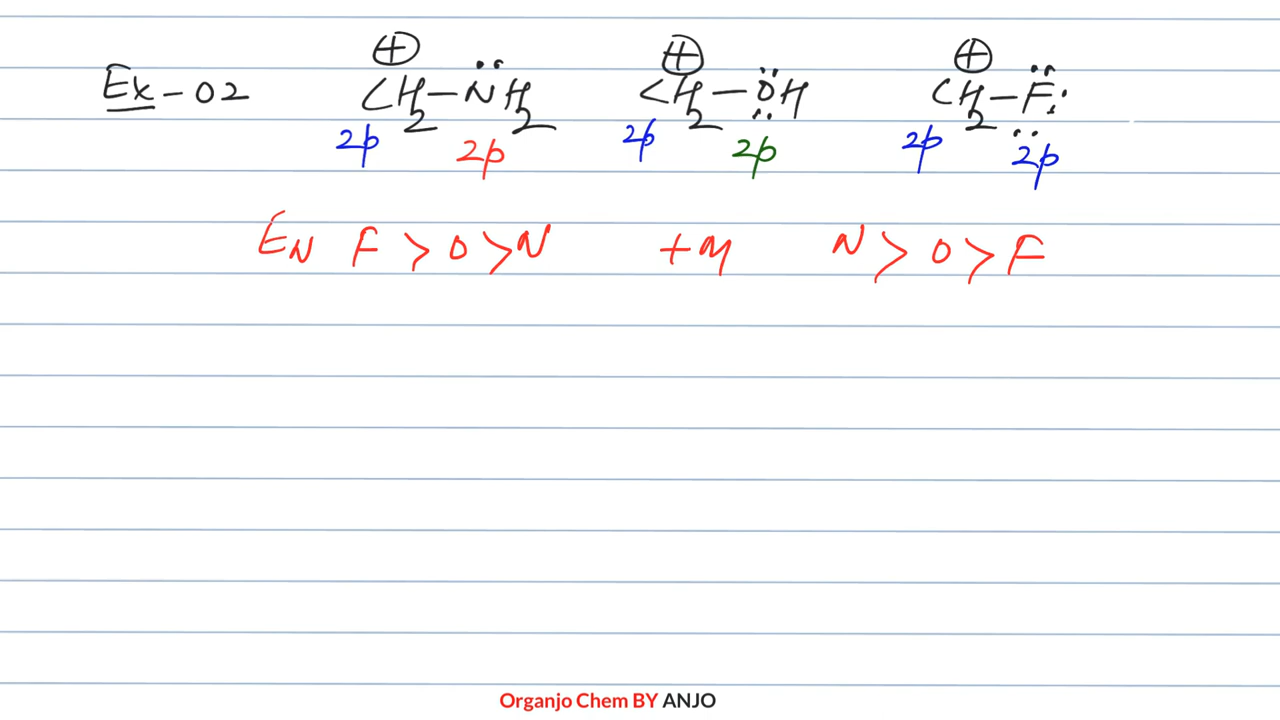 Ex-02 ⊕CH₂-N̈H₂ ⊕CH₂-ÖH ⊕CH₂-F̈:
2p 2p 2p 2p 2p 2p
EN F > O > N +M N > O > F
Organjo Chem BY ANJO